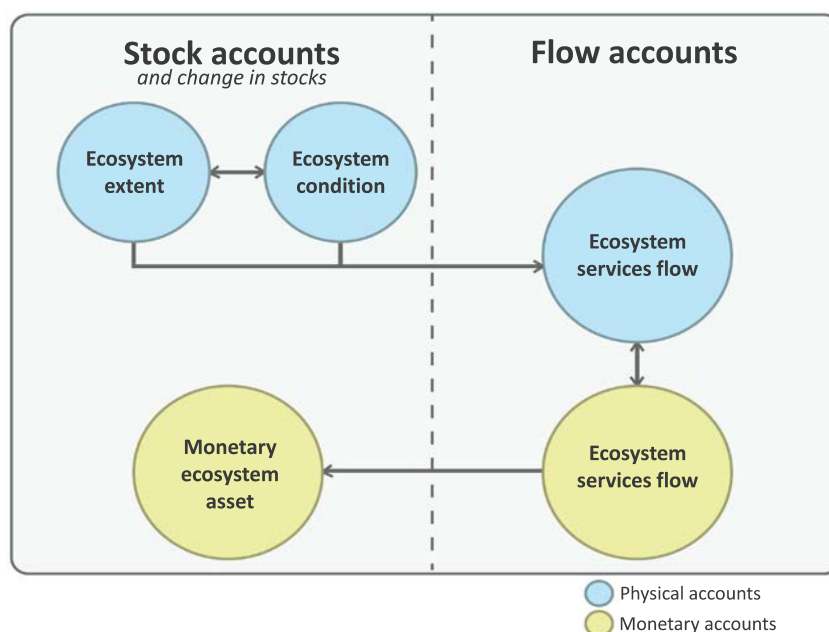 Stock accounts
and change in stocks
Flow accounts
Ecosystem
extent
Ecosystem
condition
Ecosystem
services flow
Monetary
ecosystem
asset
Ecosystem
services flow
Physical accounts
Monetary accounts